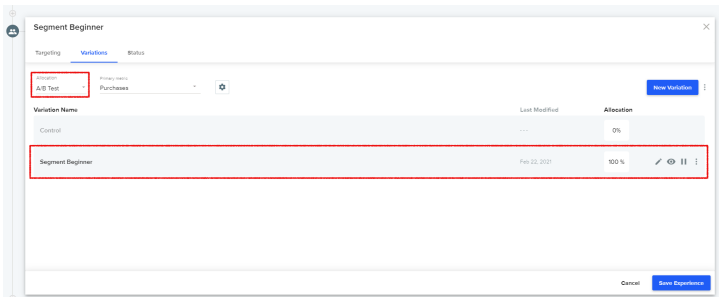 Segment Beginner
Targeting Variations Status
Allocation Primary metric
A/B Test Purchases New Variation
Variation Name Last Modified Allocation
Control --- 0%
Segment Beginner Feb 22, 2021 100 %
Cancel Save Experience